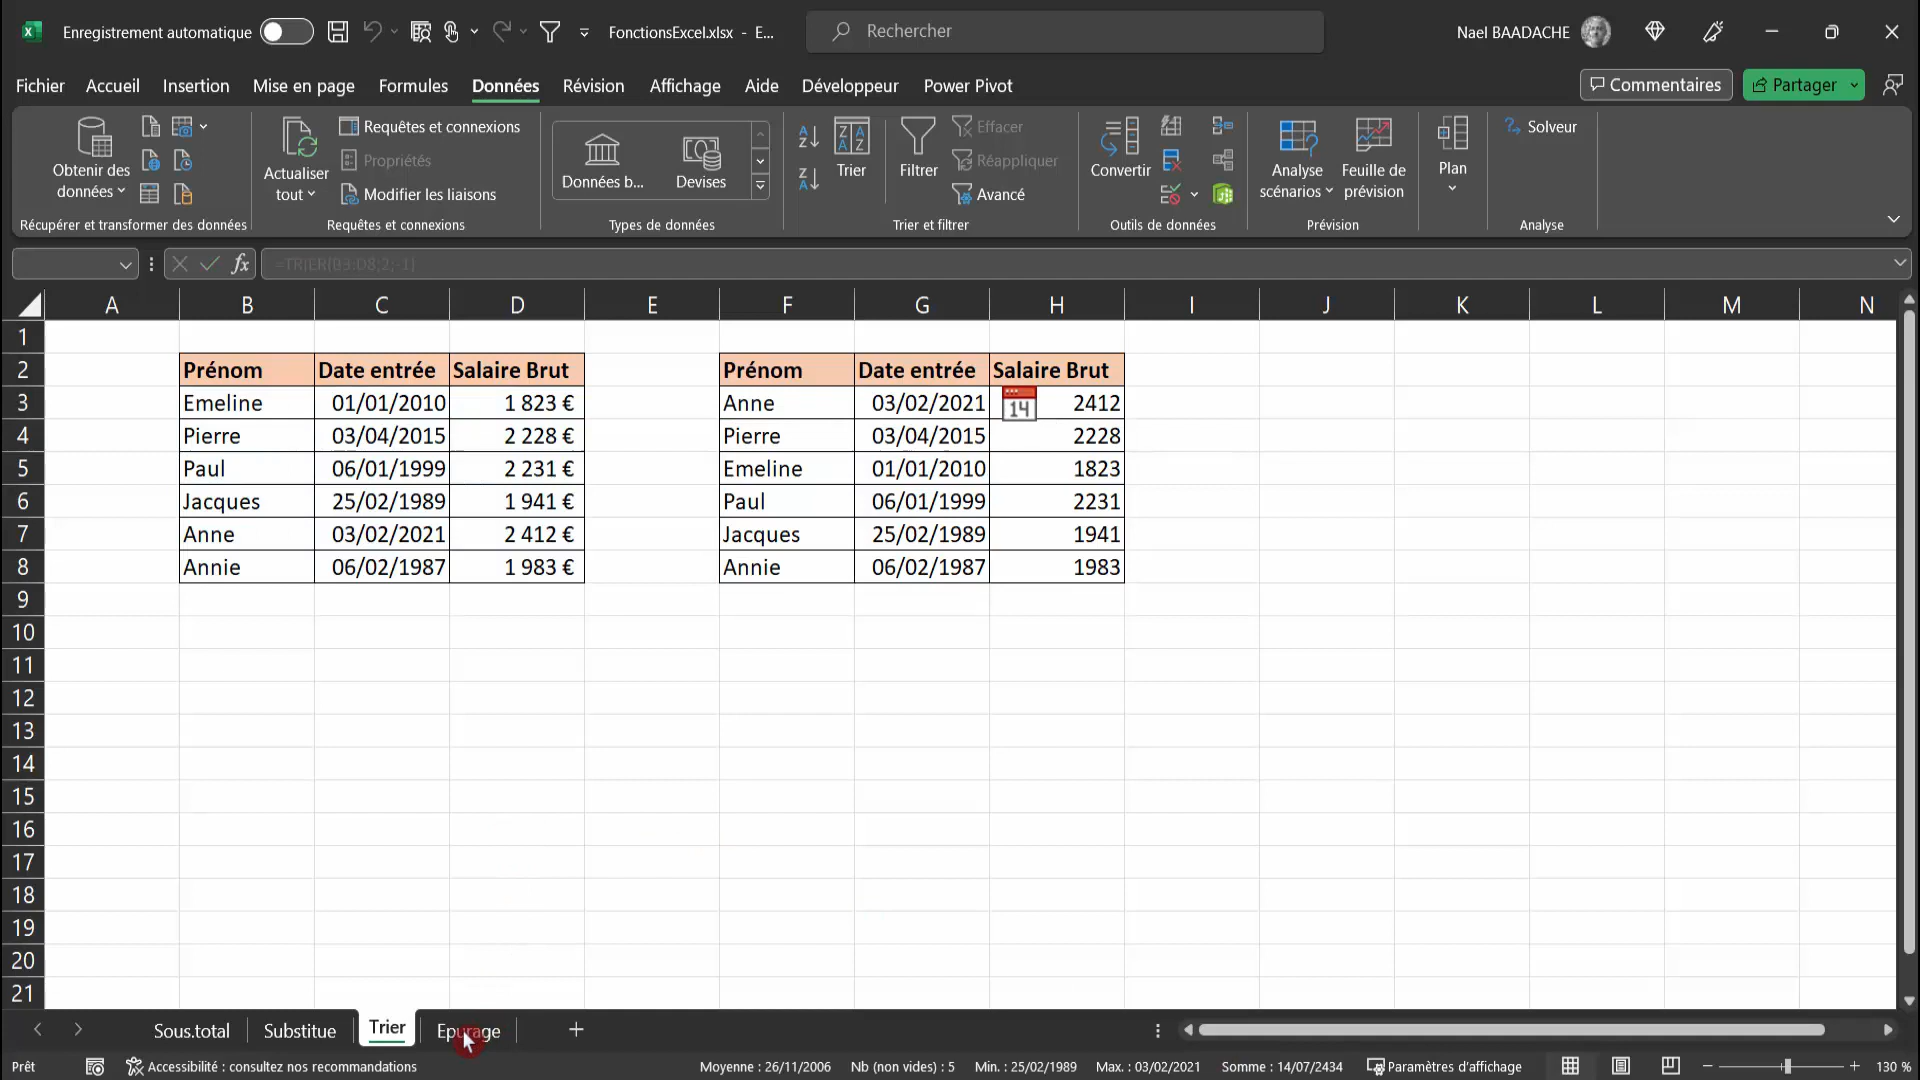 Enregistrement automatique
FonctionsExcel.xlsx - E...
Rechercher
Nael BAADACHE
Fichier Accueil Insertion Mise en page Formules Données Révision Affichage Aide Développeur Power Pivot
Commentaires Partager
Obtenir des données
Récupérer et transformer des données
Actualiser tout
Requêtes et connexions
Propriétés
Modifier les liaisons
Requêtes et connexions
Données b... Devises
Types de données
Trier
Filtrer
Effacer
Réappliquer
Avancé
Trier et filtrer
Convertir
Outils de données
Analyse scénarios
Feuille de prévision
Prévision
Plan
Solveur
Analyse
fx =TRIER(B3:D8;2;-1)
A B C D E F G H I J K L M N
1
2 Prénom Date entrée Salaire Brut Prénom Date entrée Salaire Brut
3 Emeline 01/01/2010 1 823 € Anne 03/02/2021 14 2412
4 Pierre 03/04/2015 2 228 € Pierre 03/04/2015 2228
5 Paul 06/01/1999 2 231 € Emeline 01/01/2010 1823
6 Jacques 25/02/1989 1 941 € Paul 06/01/1999 2231
7 Anne 03/02/2021 2 412 € Jacques 25/02/1989 1941
8 Annie 06/02/1987 1 983 € Annie 06/02/1987 1983
9
10
11
12
13
14
15
16
17
18
19
20
21
Sous.total Substitue Trier Epurage
Prêt Accessibilité : consultez nos recommandations Moyenne : 26/11/2006 Nb (non vides) : 5 Min. : 25/02/1989 Max. : 03/02/2021 Somme : 14/07/2434 Paramètres d'affichage 130 %